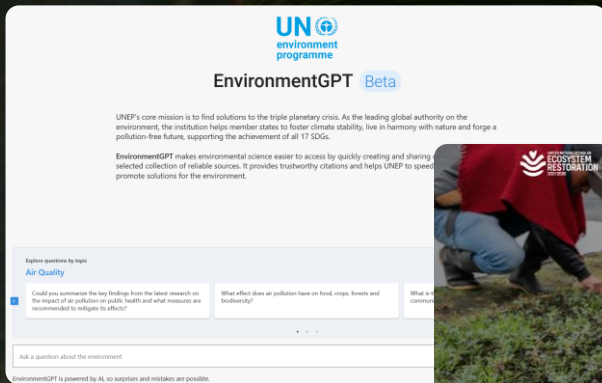 UN
environment
programme
EnvironmentGPT Beta
UNEP's core mission is to find solutions to the triple planetary crisis. As the leading global authority on the
environment, the institution helps member states to foster climate stability, live in harmony with nature and forge a
pollution-free future, supporting the achievement of all 17 SDGs.
EnvironmentGPT makes environmental science easier to access by quickly creating and sharing
selected collection of reliable sources. It provides trustworthy citations and helps UNEP to speed
promote solutions for the environment.
UNITED NATIONS DECADE ON
ECOSYSTEM
RESTORATION
2021-2030
Explore questions by topic
Air Quality
Could you summarize the key findings from the latest research on
the impact of air pollution on public health and what measures are
recommended to mitigate its effects?
What effect does air pollution have on food, crops, forests and
biodiversity?
What is
Ask a question about the environment
EnvironmentGPT is powered by AI, so surprises and mistakes are possible.